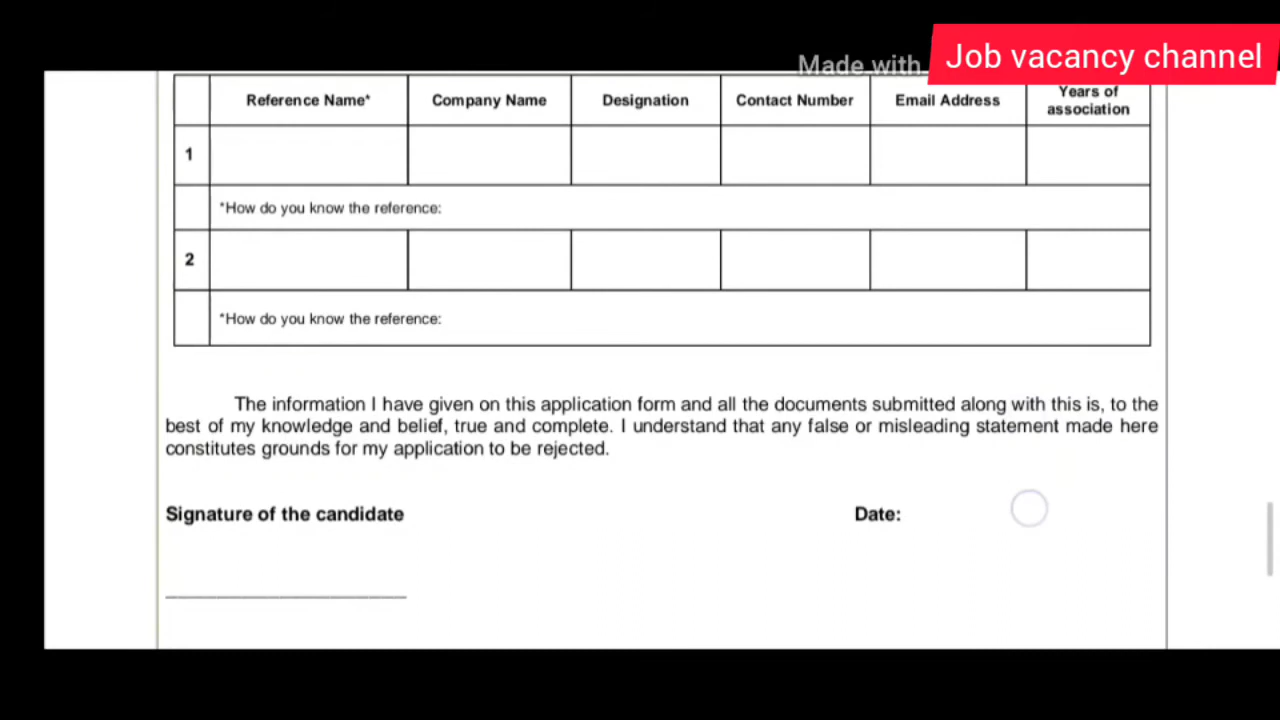 Made with
Job vacancy channel
Reference Name* Company Name Designation Contact Number Email Address Years of association
1
*How do you know the reference:
2
*How do you know the reference:
The information I have given on this application form and all the documents submitted along with this is, to the
best of my knowledge and belief, true and complete. I understand that any false or misleading statement made here
constitutes grounds for my application to be rejected.
Signature of the candidate Date: